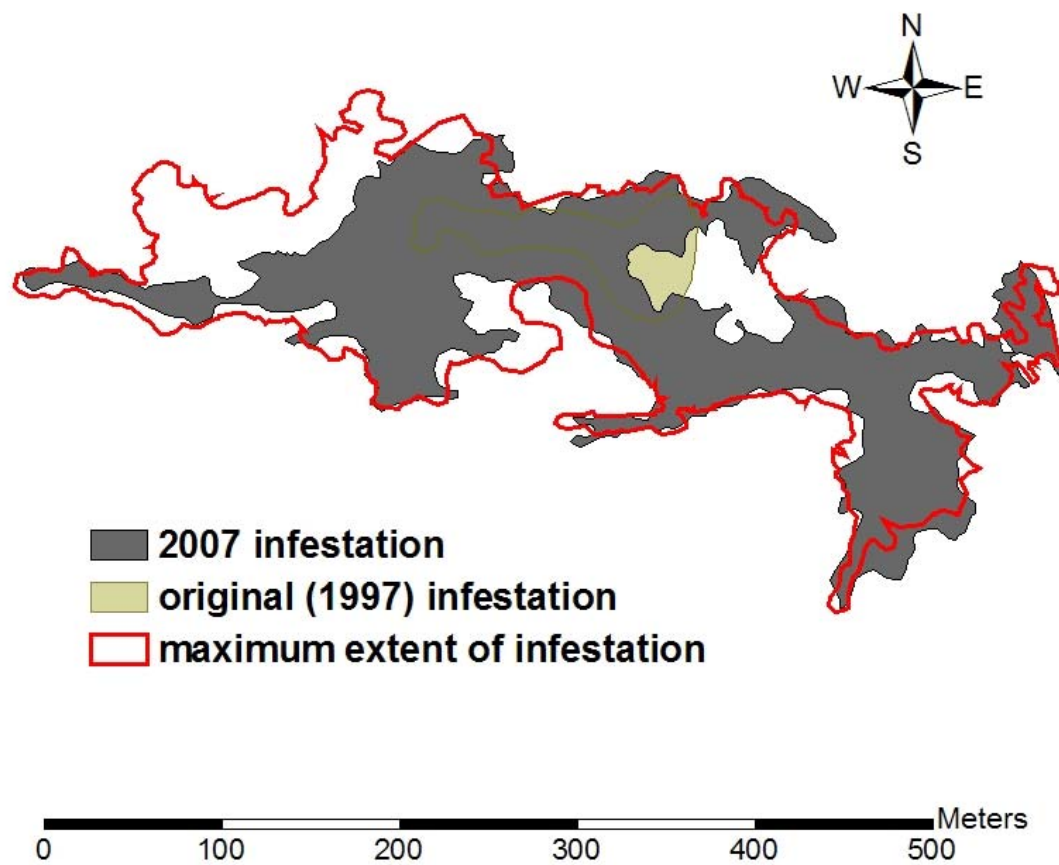 N
W E
S
2007 infestation
original (1997) infestation
maximum extent of infestation
Meters
0 100 200 300 400 500